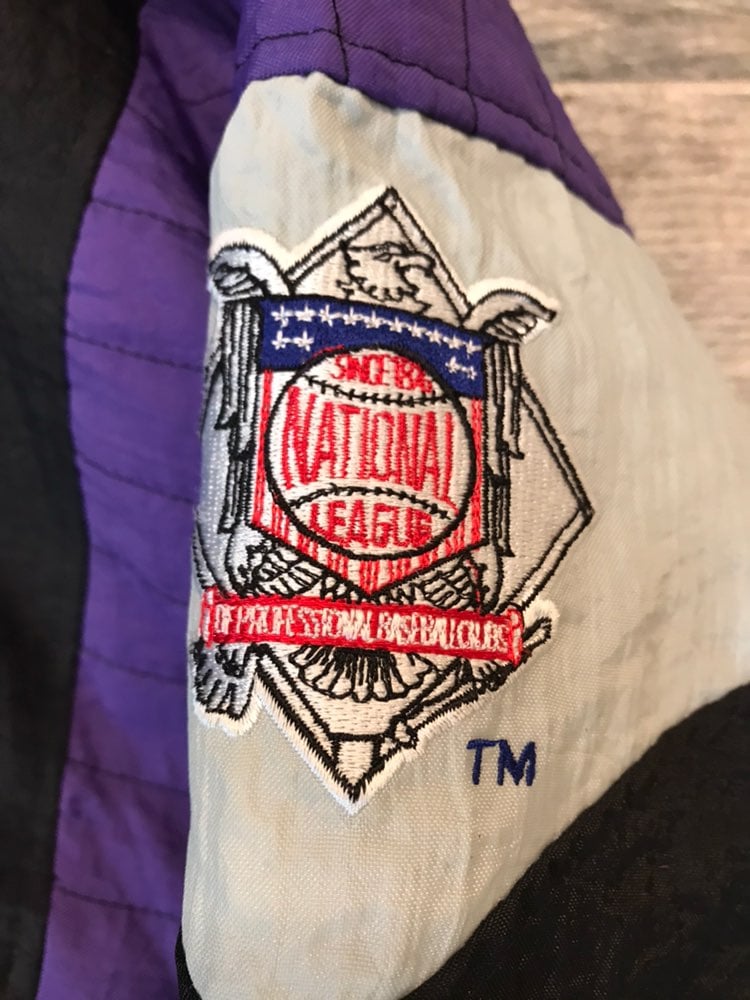 SINCE 1876
NATIONAL
LEAGUE
OF PROFESSIONAL BASEBALL CLUBS
TM